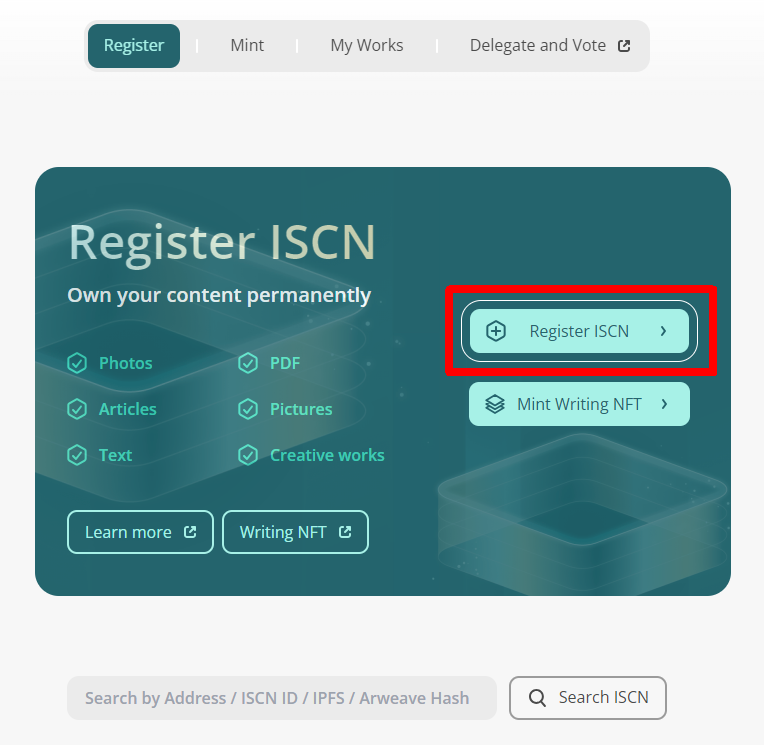 Register
Mint
My Works
Delegate and Vote
Register ISCN
Own your content permanently
Photos
PDF
Articles
Pictures
Text
Creative works
Register ISCN
Mint Writing NFT
Learn more
Writing NFT
Search by Address / ISCN ID / IPFS / Arweave Hash
Search ISCN